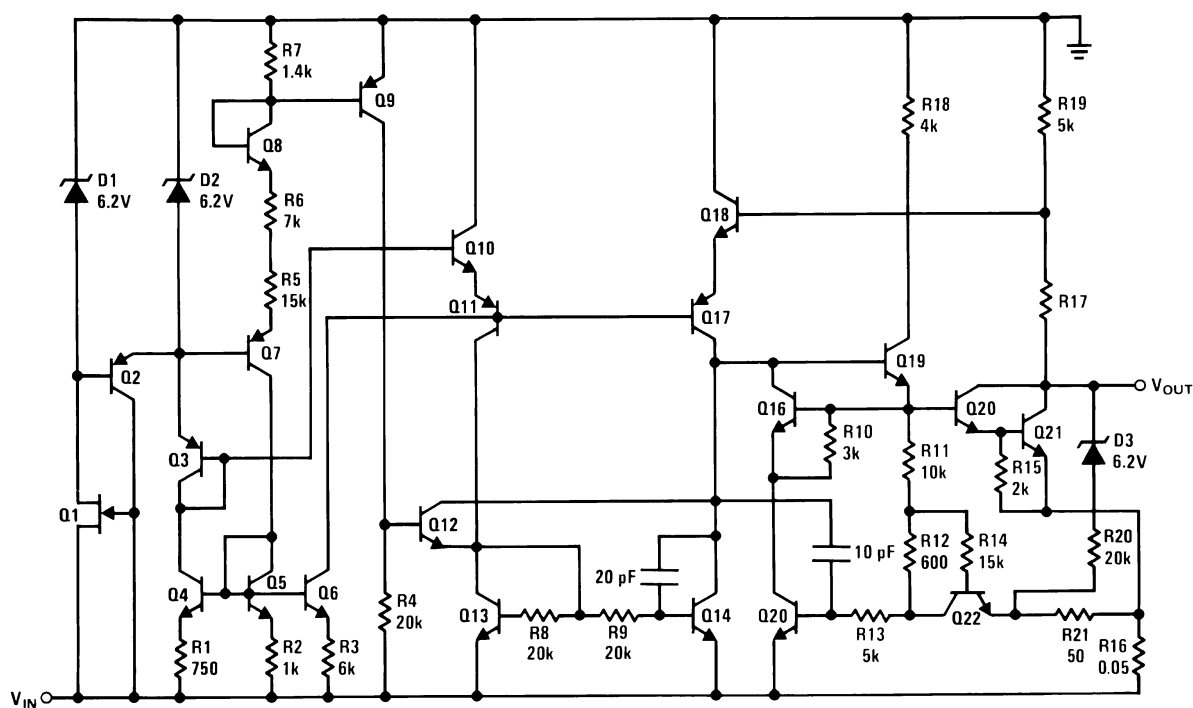 R7
1.4k
Q9
Q8
R18
4k
R19
5k
D1
6.2V
D2
6.2V
R6
7k
Q18
Q10
R5
15k
Q11
Q17
R17
Q7
Q2
Q19
VOUT
Q16
Q20
Q21
R10
3k
R11
10k
R15
2k
D3
6.2V
Q3
Q1
Q12
R12
600
R14
15k
R20
20k
10 pF
20 pF
Q4
Q5
Q6
R4
20k
Q13
R8
20k
R9
20k
Q14
Q20
R13
5k
Q22
R21
50
R16
0.05
R1
750
R2
1k
R3
6k
VIN